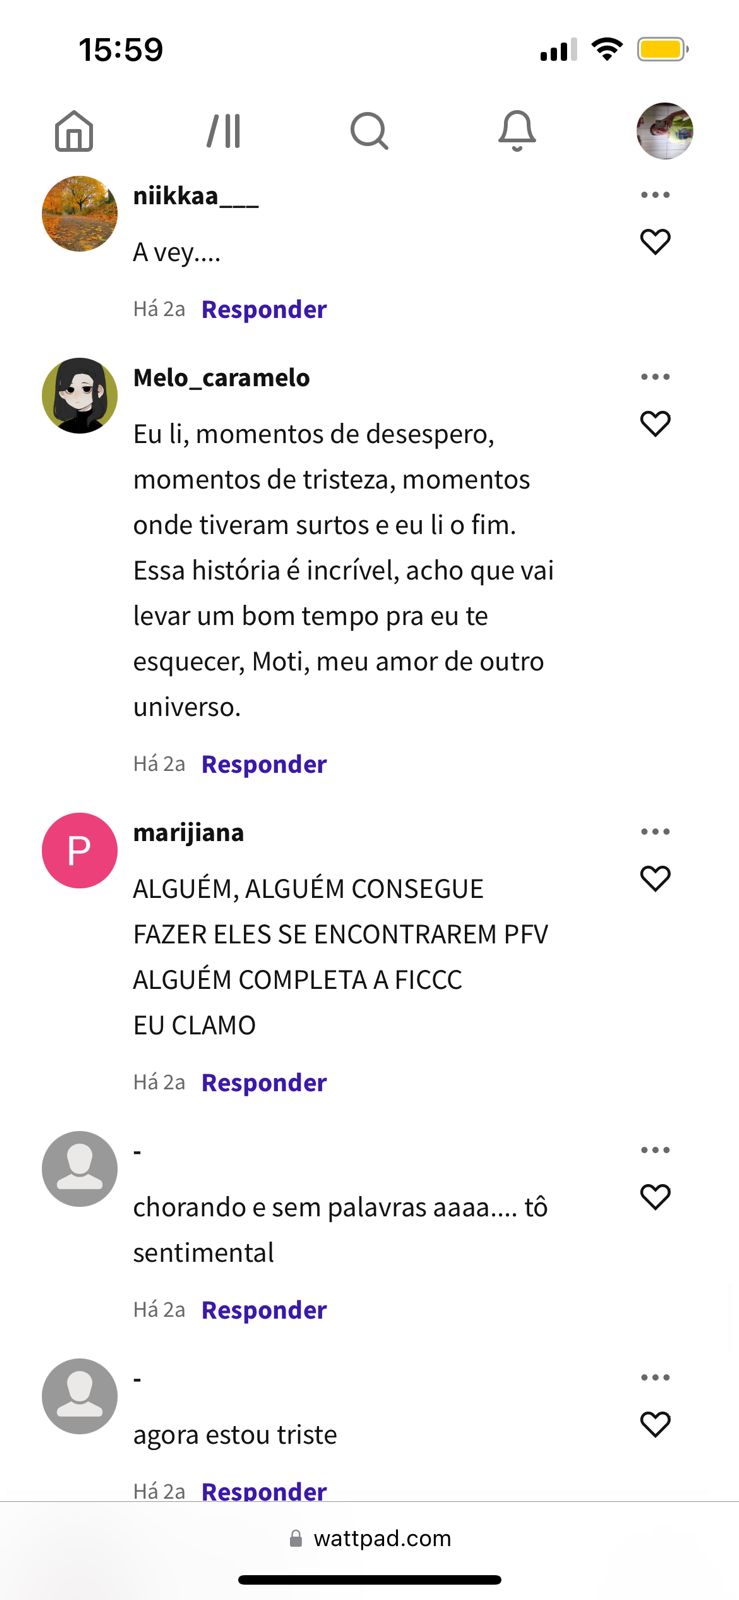 15:59
niikkaa___
A vey....
Há 2a Responder
Melo_caramelo
Eu li, momentos de desespero,
momentos de tristeza, momentos
onde tiveram surtos e eu li o fim.
Essa história é incrível, acho que vai
levar um bom tempo pra eu te
esquecer, Moti, meu amor de outro
universo.
Há 2a Responder
P
marijiana
ALGUÉM, ALGUÉM CONSEGUE
FAZER ELES SE ENCONTRAREM PFV
ALGUÉM COMPLETA A FICCC
EU CLAMO
Há 2a Responder
-
chorando e sem palavras aaaa.... tô
sentimental
Há 2a Responder
-
agora estou triste
Há 2a Responder
wattpad.com